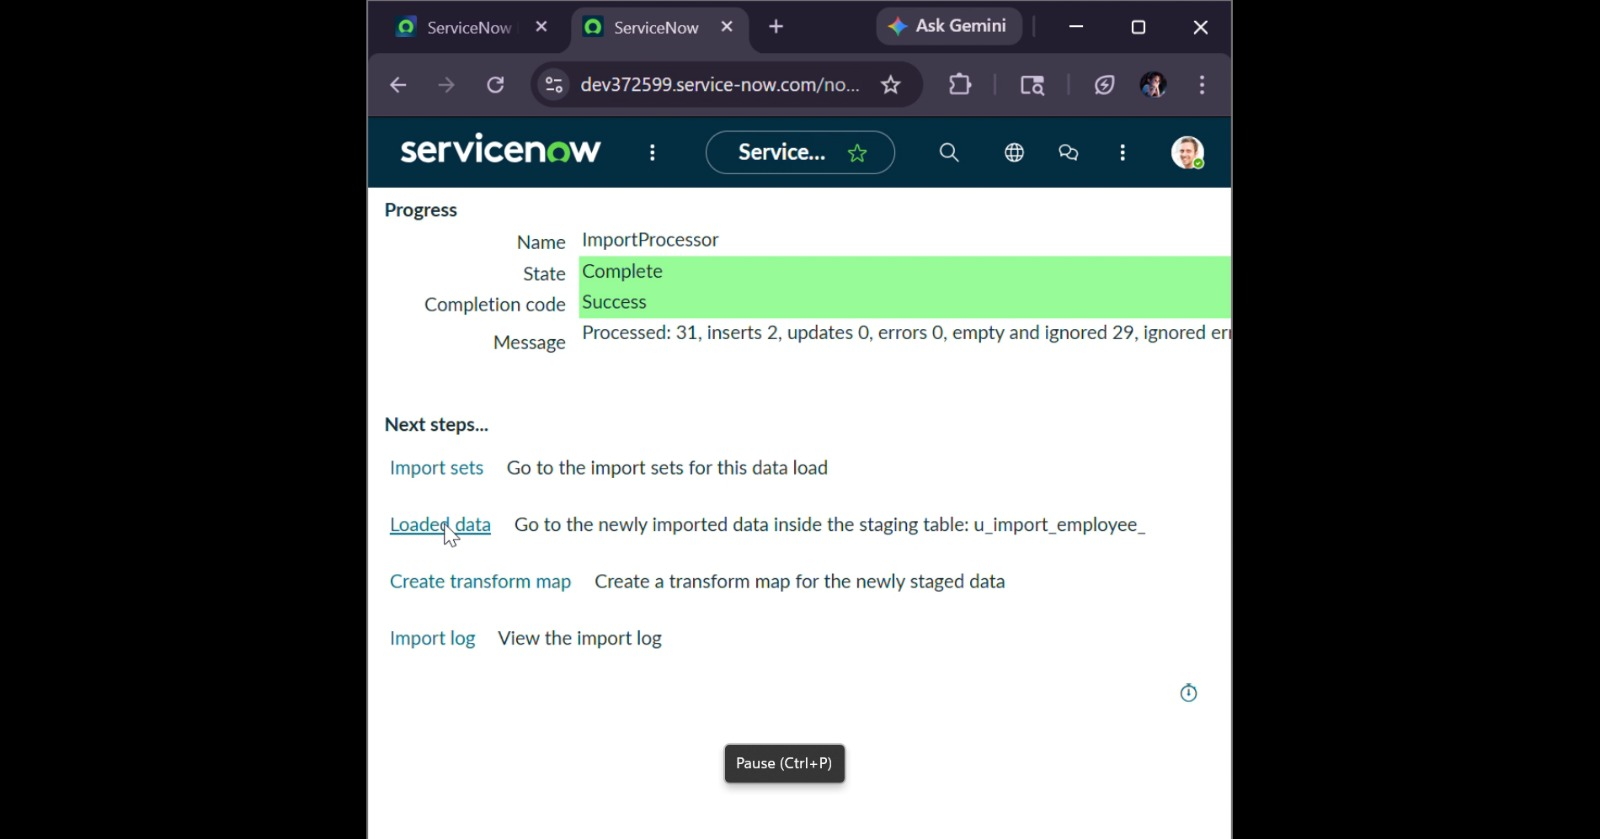 ServiceNow
ServiceNow
Ask Gemini
dev372599.service-now.com/no...
servicenow
Service...
Progress
Name ImportProcessor
State Complete
Completion code Success
Message Processed: 31, inserts 2, updates 0, errors 0, empty and ignored 29, ignored
Next steps...
Import sets Go to the import sets for this data load
Loaded data Go to the newly imported data inside the staging table: u_import_employee_
Create transform map Create a transform map for the newly staged data
Import log View the import log
Pause (Ctrl+P)